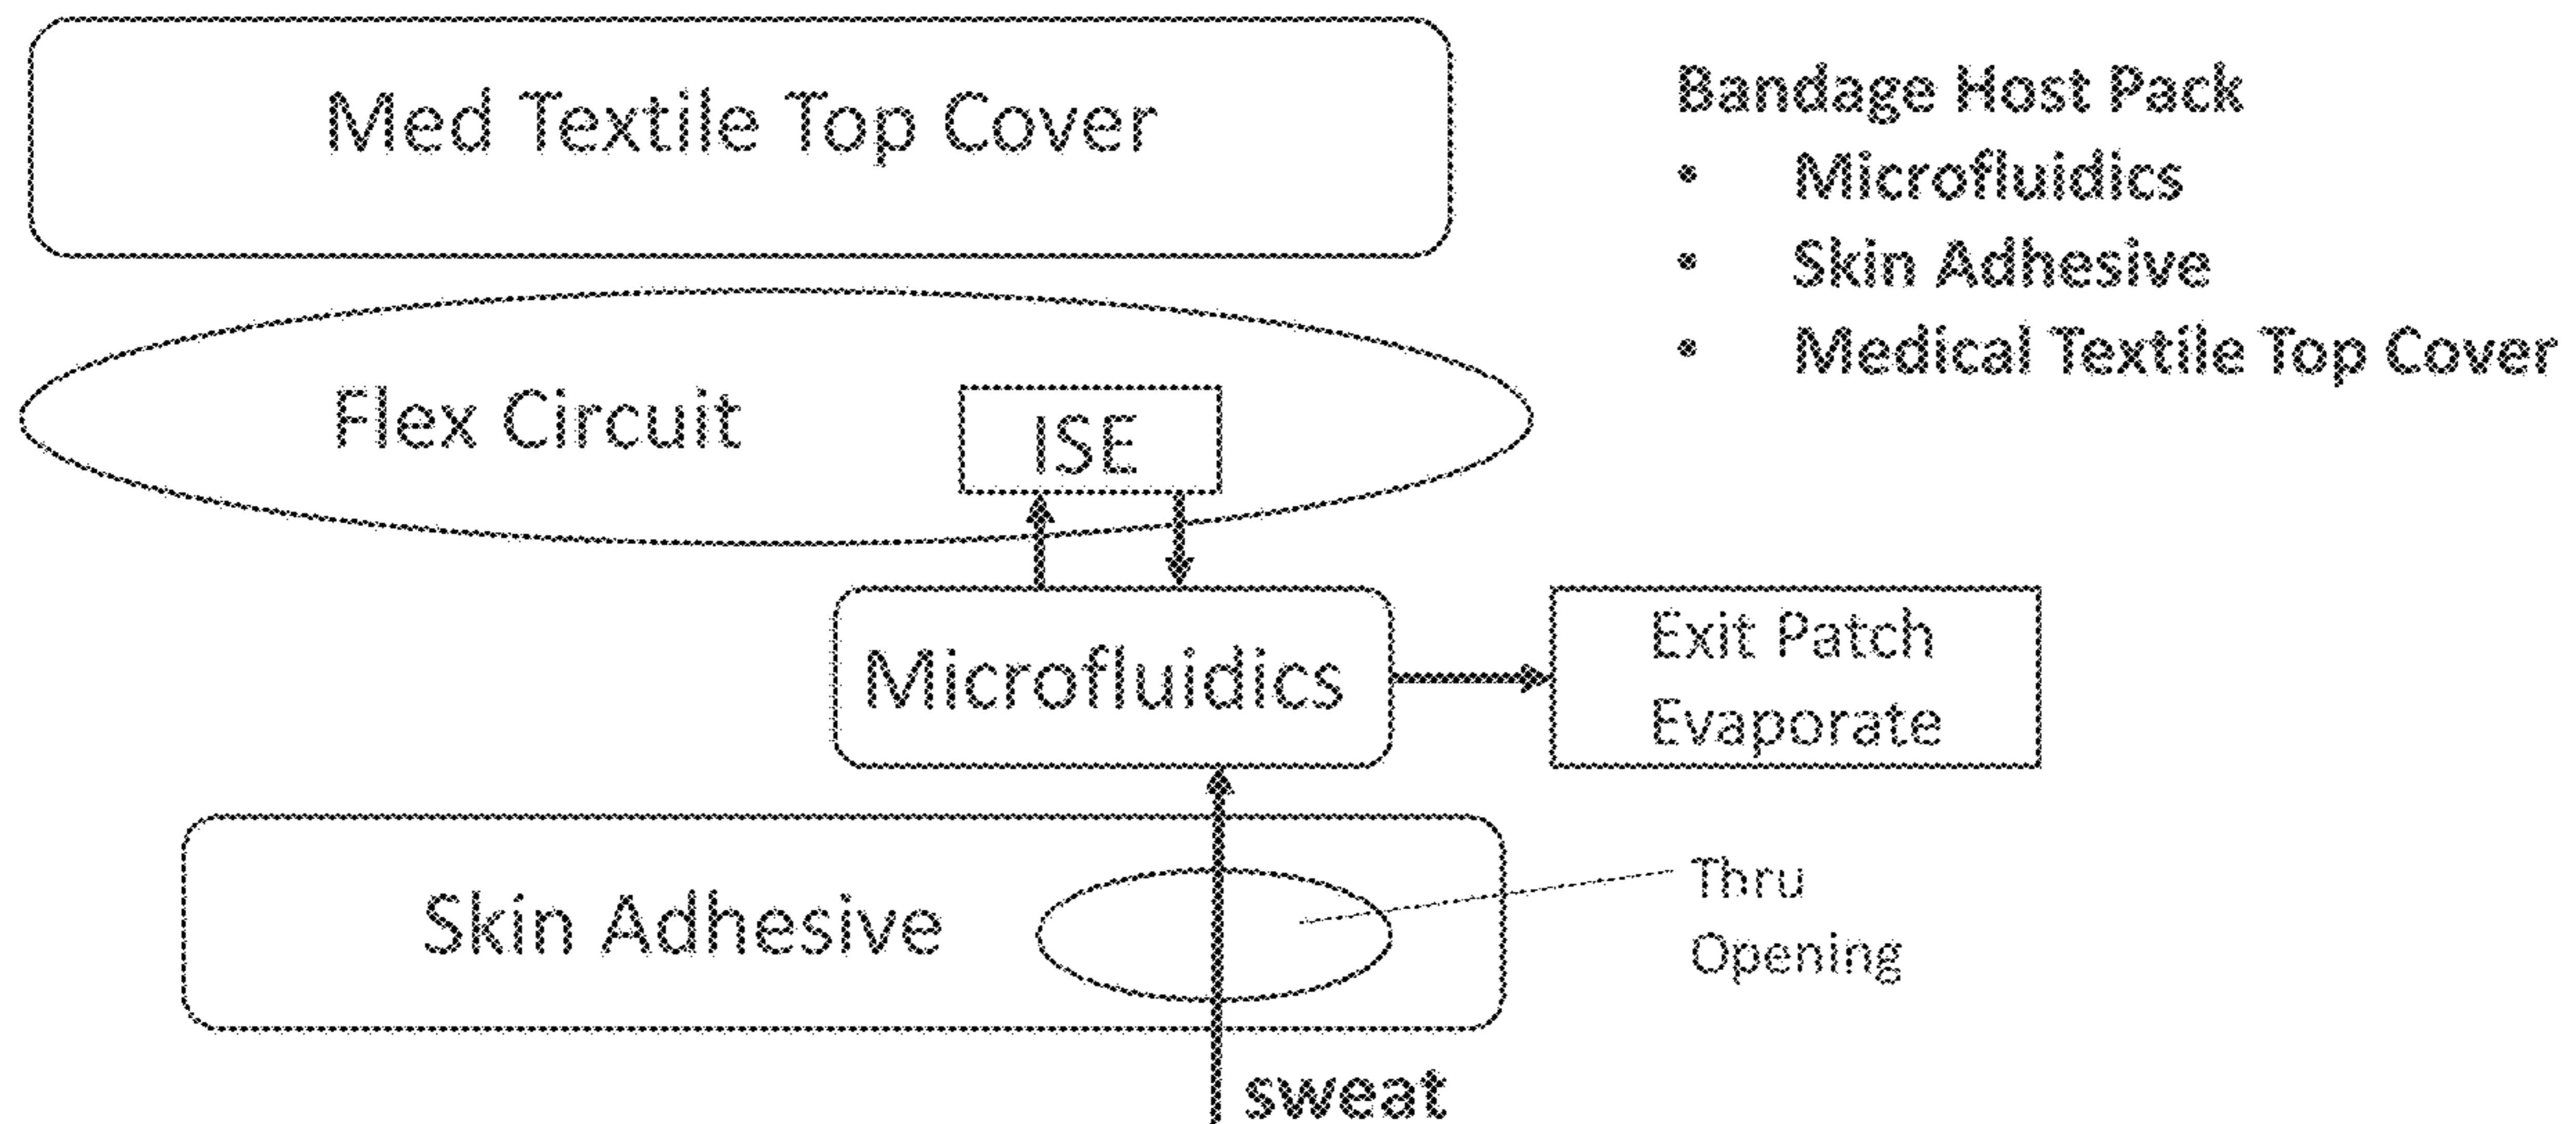 Med Textile Top Cover
Bandage Host Pack
• Microfluidics
• Skin Adhesive
• Medical Textile Top Cover
Flex Circuit
ISE
Microfluidics
Exit Patch
Evaporate
Skin Adhesive
Thru
Opening
sweat